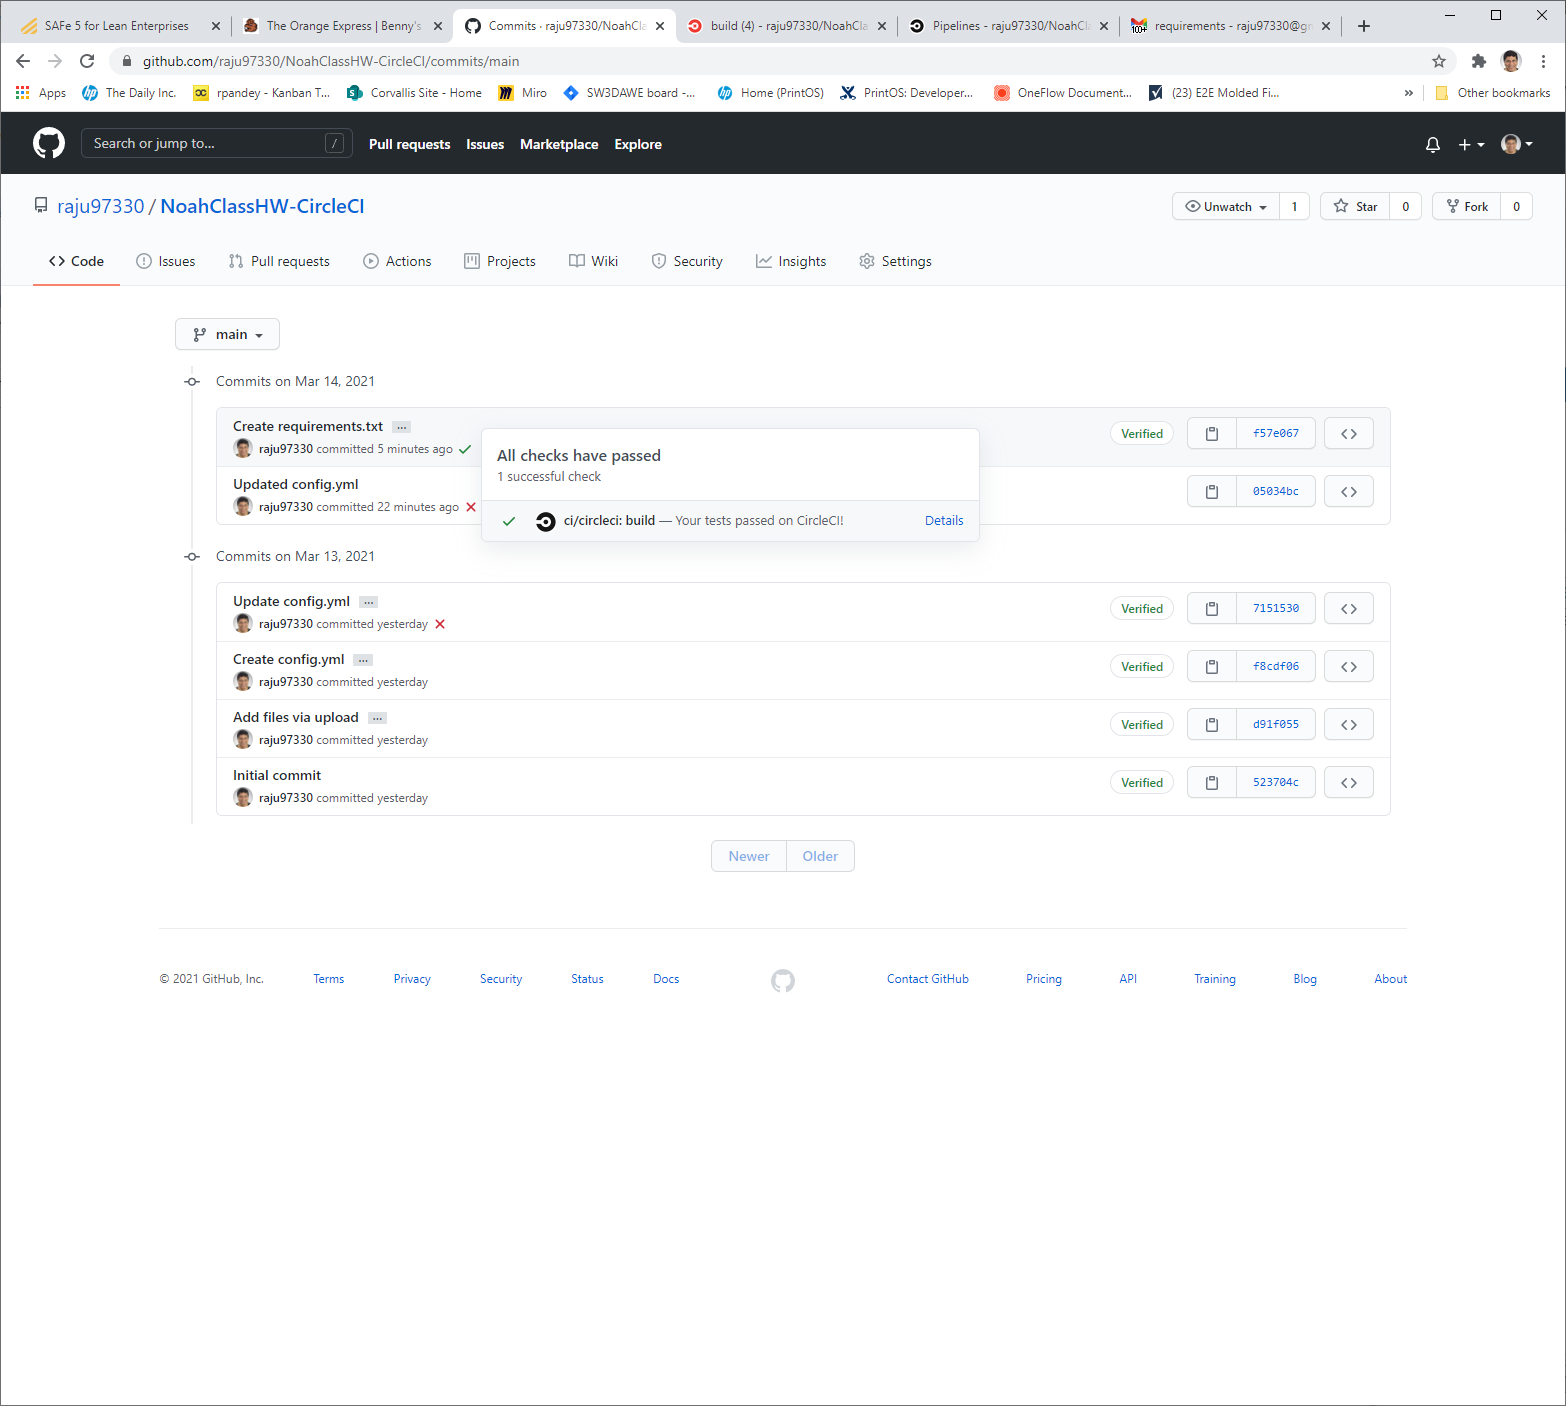 SAFe 5 for Lean Enterprises
The Orange Express | Benny's
Commits · raju97330/NoahCla
build (4) - raju97330/NoahCla
Pipelines - raju97330/NoahCl
requirements - raju97330@gm
github.com/raju97330/NoahClassHW-CircleCI/commits/main
Apps
The Daily Inc.
rpandey - Kanban T...
Corvallis Site - Home
Miro
SW3DAWE board -...
Home (PrintOS)
PrintOS: Developer...
OneFlow Document...
(23) E2E Molded Fi...
»
Other bookmarks
Search or jump to... /
Pull requests
Issues
Marketplace
Explore
raju97330 / NoahClassHW-CircleCI
Unwatch 1
Star 0
Fork 0
Code
Issues
Pull requests
Actions
Projects
Wiki
Security
Insights
Settings
main
Commits on Mar 14, 2021
Create requirements.txt ...
raju97330 committed 5 minutes ago
Verified
f57e067
All checks have passed
1 successful check
ci/circleci: build — Your tests passed on CircleCI!
Details
Updated config.yml
raju97330 committed 22 minutes ago
05034bc
Commits on Mar 13, 2021
Update config.yml ...
raju97330 committed yesterday
Verified
7151530
Create config.yml ...
raju97330 committed yesterday
Verified
f8cdf06
Add files via upload ...
raju97330 committed yesterday
Verified
d91f055
Initial commit
raju97330 committed yesterday
Verified
523704c
Newer
Older
© 2021 GitHub, Inc.
Terms
Privacy
Security
Status
Docs
Contact GitHub
Pricing
API
Training
Blog
About